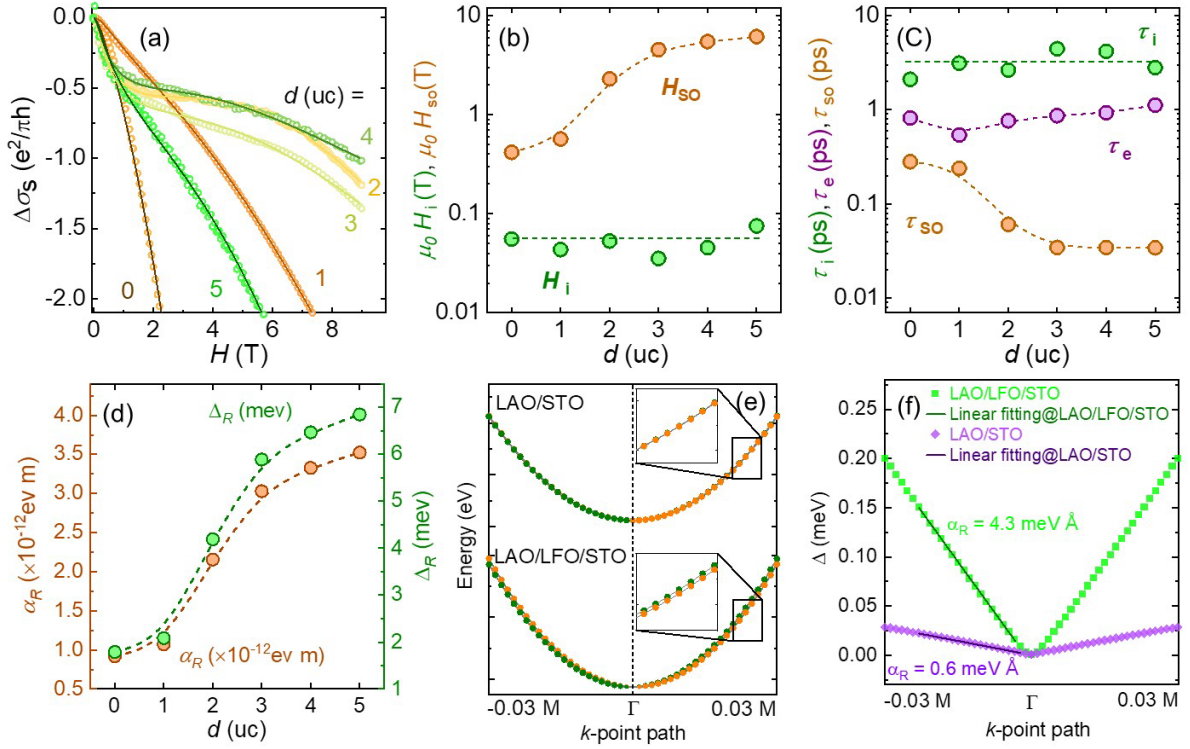 (a)
d (uc) =
4
2
3
1
5
0
0.0
-0.5
-1.0
-1.5
-2.0
Δσs (e²/πh)
0 2 4 6 8
H (T)
(b)
10
1
0.1
0.01
μ0 Hi (T), μ0 Hso(T)
HSO
Hi
0 1 2 3 4 5
d (uc)
(C)
10
1
0.1
0.01
τi (ps), τe (ps), τso (ps)
τi
τe
τSO
0 1 2 3 4 5
d (uc)
(d)
4.0
3.5
3.0
2.5
2.0
1.5
1.0
0.5
αR (×10-12ev m)
ΔR (mev)
αR (×10-12ev m)
7
6
5
4
3
2
1
ΔR (mev)
0 1 2 3 4 5
d (uc)
(e)
LAO/STO
LAO/LFO/STO
Energy (eV)
-0.03 M Γ 0.03 M
k-point path
(f)
LAO/LFO/STO
Linear fitting@LAO/LFO/STO
LAO/STO
Linear fitting@LAO/STO
0.25
0.20
0.15
0.10
0.05
0.00
Δ (meV)
αR = 4.3 meV Å
αR = 0.6 meV Å
-0.03 M Γ 0.03 M
k-point path